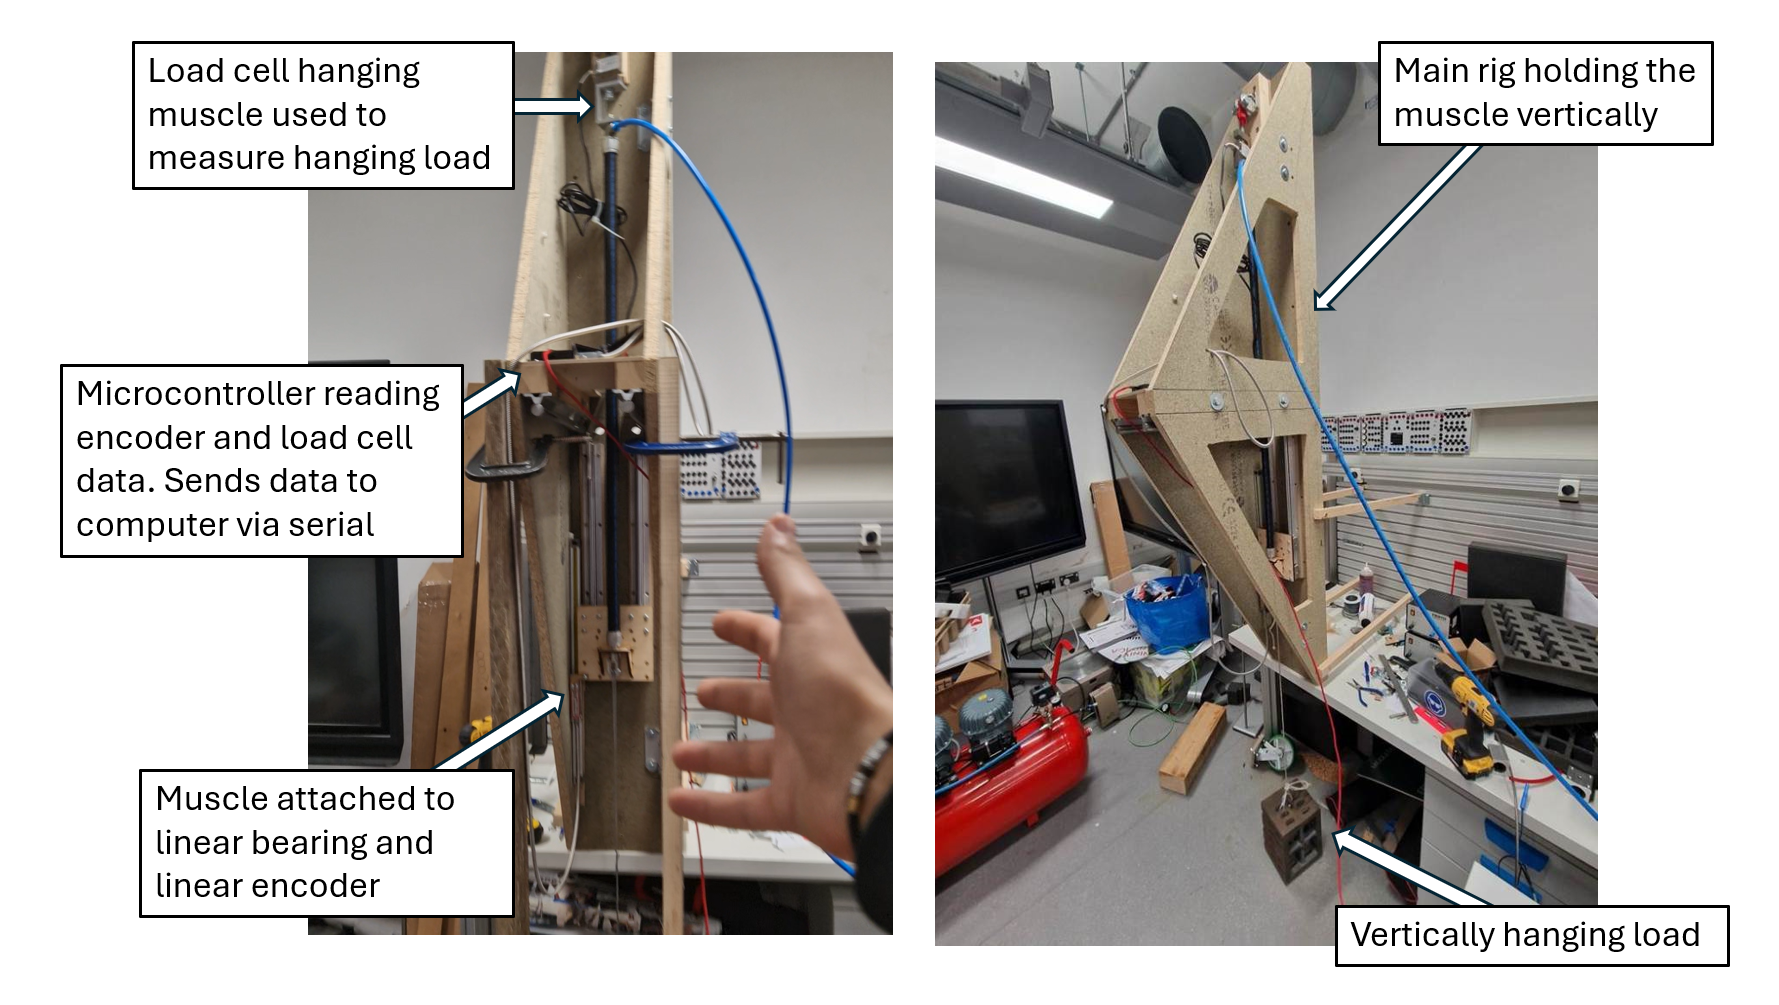 Load cell hanging
muscle used to
measure hanging load
Microcontroller reading
encoder and load cell
data. Sends data to
computer via serial
Muscle attached to
linear bearing and
linear encoder
Main rig holding the
muscle vertically
Vertically hanging load